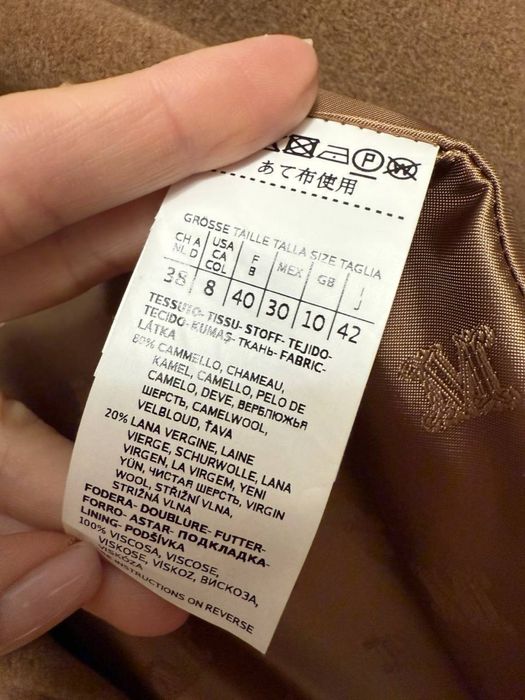 あて布使用
GRÖSSE TAILLE TALLA SIZE TAGLIA
CH A NL D USA CA COL F B MEX GB I J
38 8 40 30 10 42
TESSUTO- TISSU- STOFF- TEJIDO-
TECIDO- KUMAŞ- ТКАНЬ- FABRIC-
LÁTKA
80% CAMMELLO, CHAMEAU,
KAMEL, CAMELLO, PELO DE
CAMELO, DEVE, ВЕРБЛЮЖЬЯ
ШЕРСТЬ, CAMELWOOL,
VELBLOUD, ŤAVA
20% LANA VERGINE, LAINE
VIERGE, SCHURWOLLE, LANA
VIRGEN, LA VIRGEM, YENI
YÜN, ЧИСТАЯ ШЕРСТЬ, VIRGIN
WOOL, STRIŽNÍ VLNA,
STRIŽNÁ VLNA
FODERA- DOUBLURE- FUTTER-
FORRO- ASTAR- ПОДКЛАДКА-
LINING- PODŠÍVKA
100% VISCOSA, VISCOSE,
VISKOSE, VISKOZ, ВИСКОЗА,
VISKÓZA
INSTRUCTIONS ON REVERSE